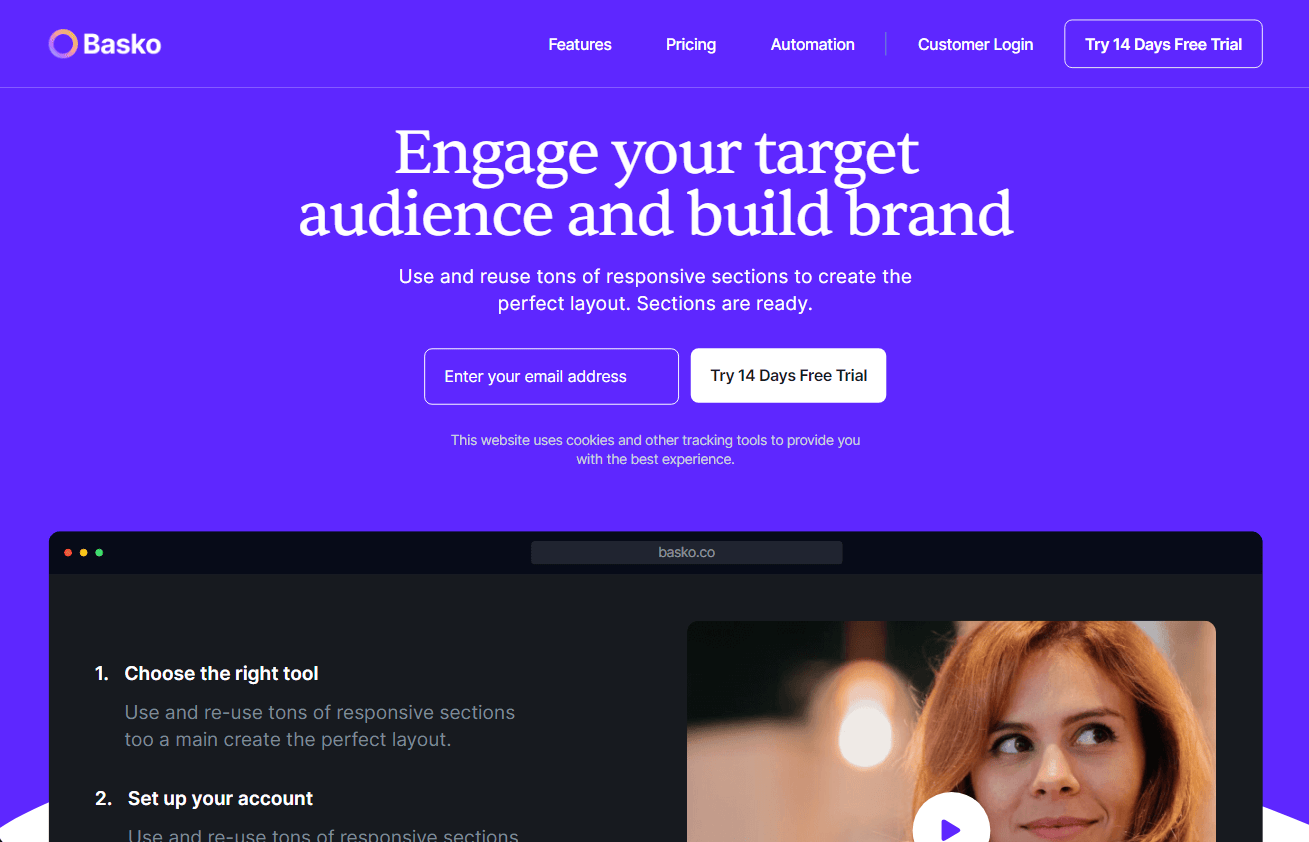 Basko
Features
Pricing
Automation
Customer Login
Try 14 Days Free Trial
Engage your target
audience and build brand
Use and reuse tons of responsive sections to create the
perfect layout. Sections are ready.
Enter your email address
Try 14 Days Free Trial
This website uses cookies and other tracking tools to provide you
with the best experience.
basko.co
1. Choose the right tool
Use and re-use tons of responsive sections
too a main create the perfect layout.
2. Set up your account
Use and re-use tons of responsive sections